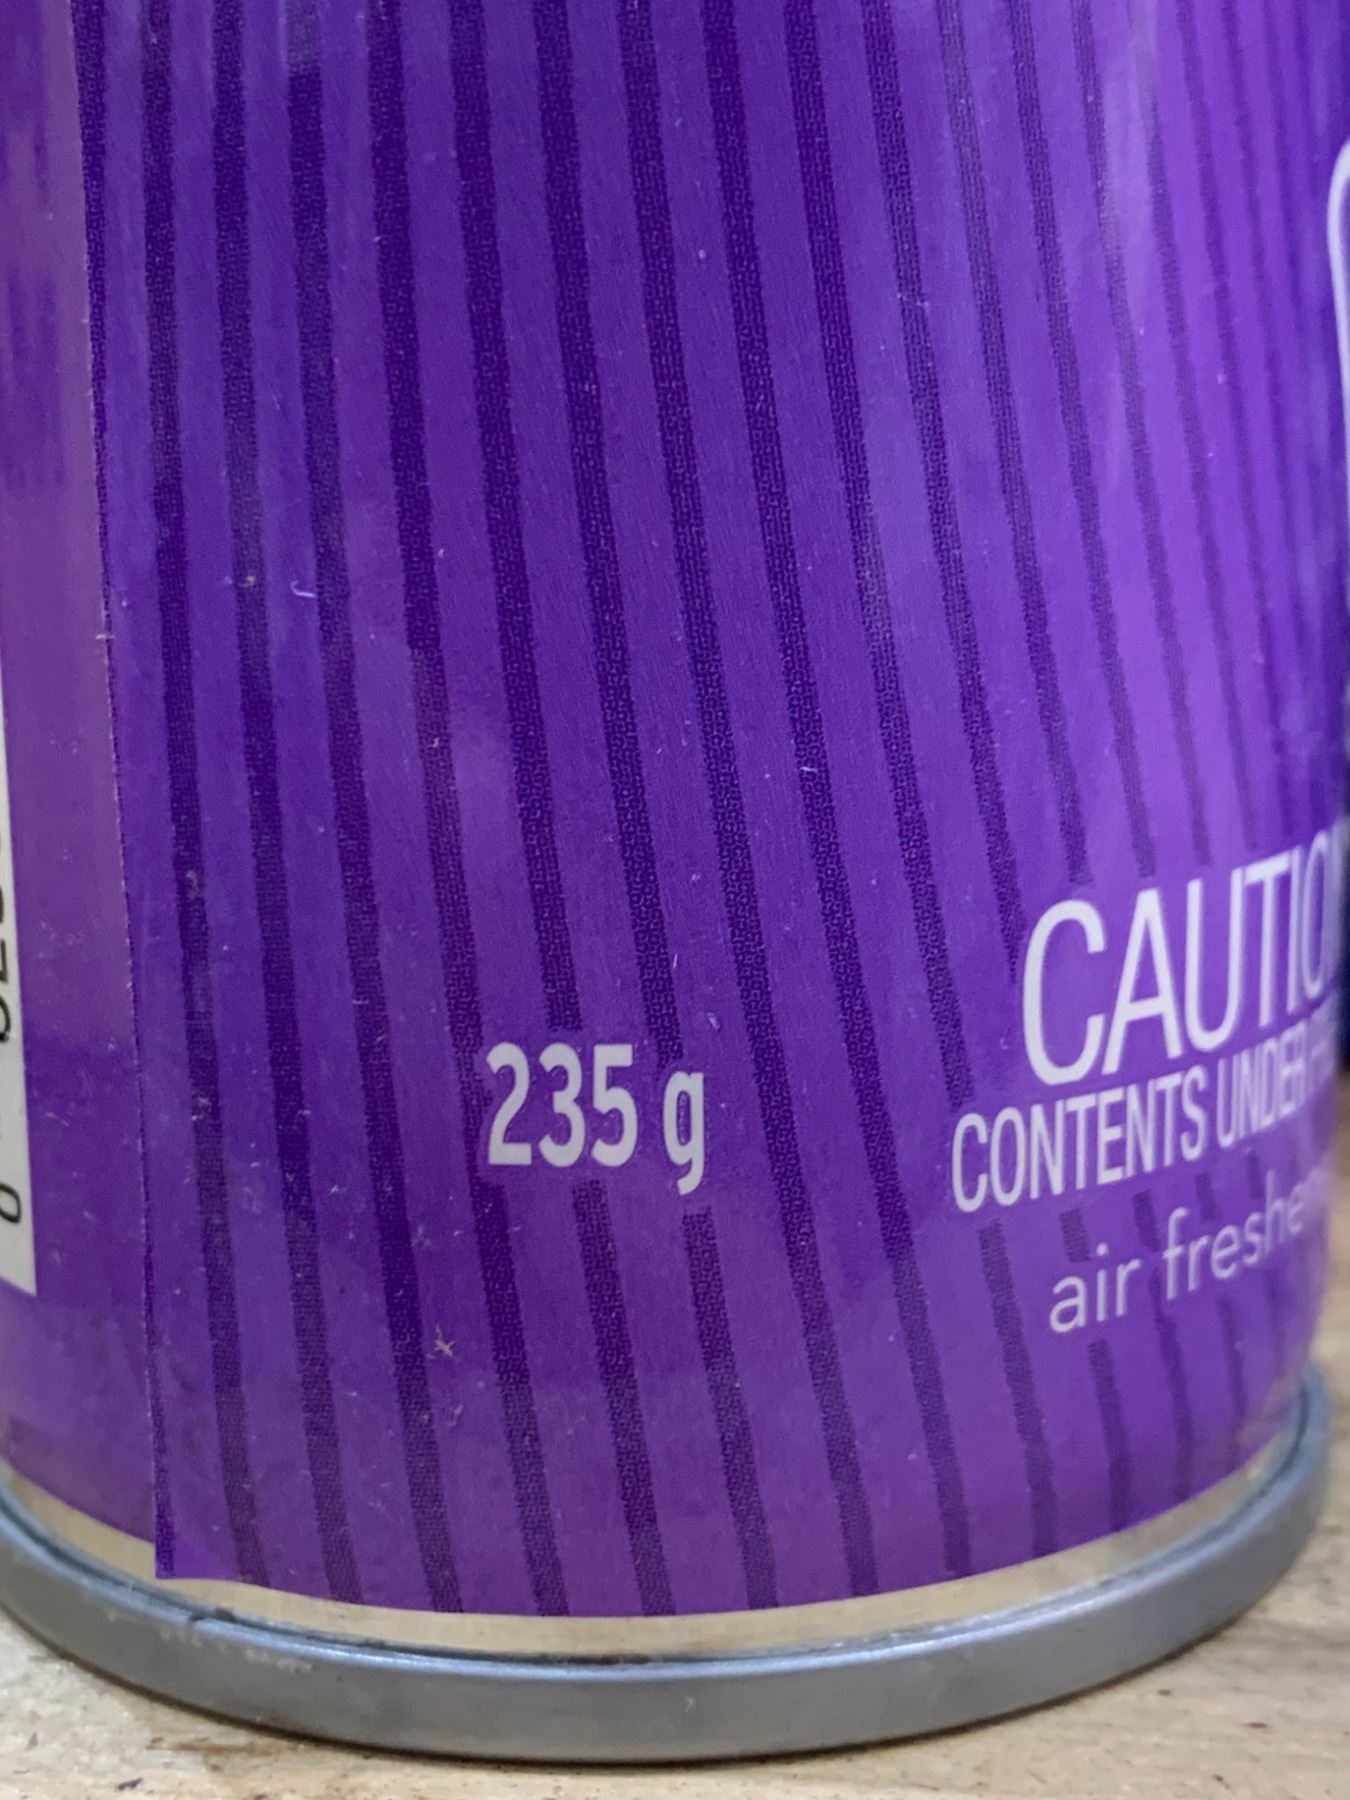 235 g
CAUTIO
CONTENTS UNDER
air freshe